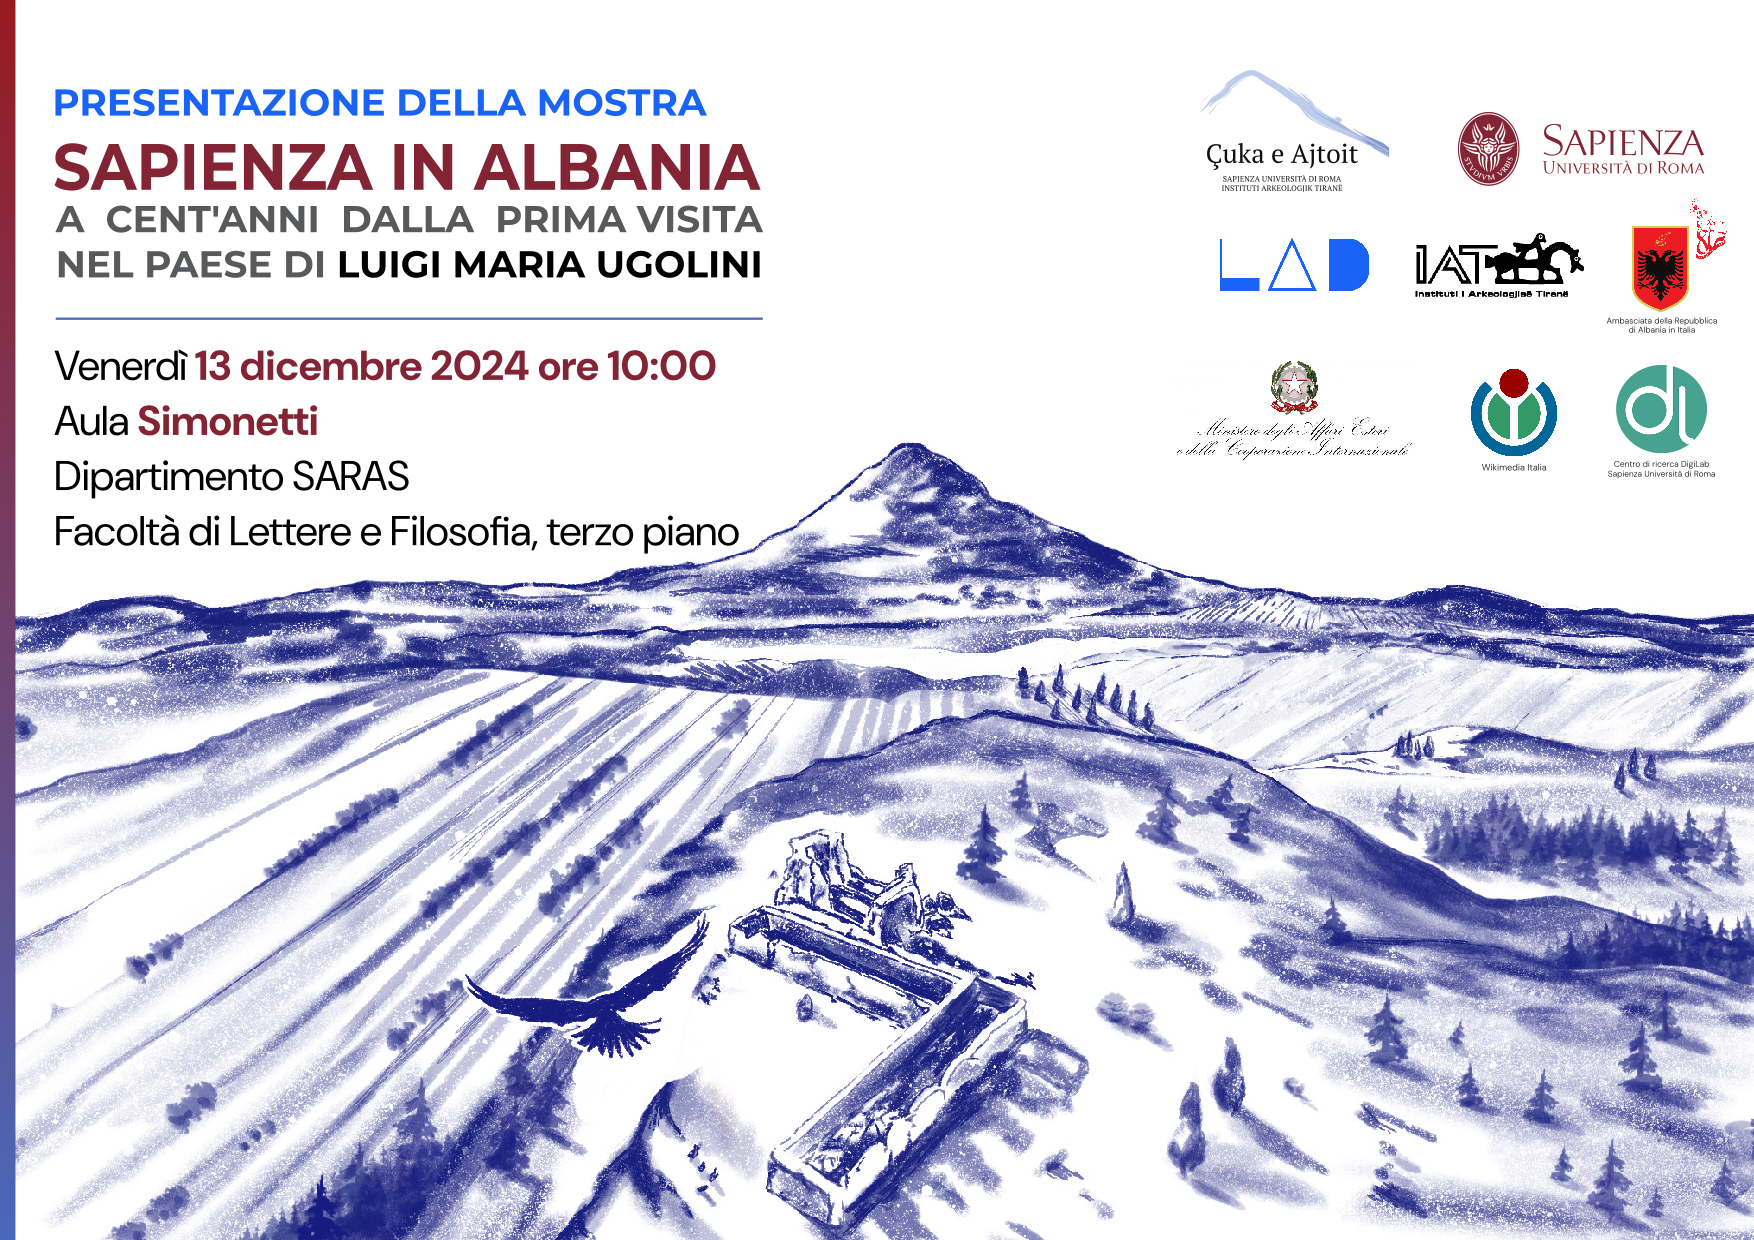 PRESENTAZIONE DELLA MOSTRA
SAPIENZA IN ALBANIA
A CENT'ANNI DALLA PRIMA VISITA
NEL PAESE DI LUIGI MARIA UGOLINI
Venerdì 13 dicembre 2024 ore 10:00
Aula Simonetti
Dipartimento SARAS
Facoltà di Lettere e Filosofia, terzo piano
Çuka e Ajtoit
SAPIENZA UNIVERSITÀ DI ROMA
INSTITUTI ARKEOLOGJIK TIRANË
STVDIVM VRBIS
SAPIENZA
UNIVERSITÀ DI ROMA
LAD
IAT
Instituti i Arkeologjisë Tiranë
Ambasciata della Repubblica
di Albania in Italia
Ministero degli Affari Esteri
e della Cooperazione Internazionale
Wikimedia Italia
dl
Centro di ricerca DigiLab
Sapienza Università di Roma